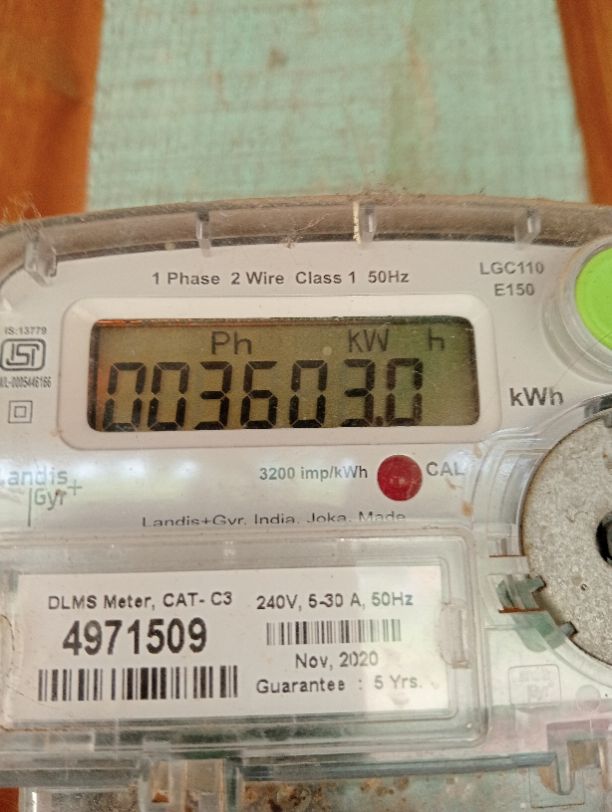 1 Phase 2 Wire Class 1 50Hz
LGC110
E150
IS:13779
Ph KW h
003603.0
kWh
Landis
Gyr+
3200 imp/kWh CAL
Landis+Gyr, India, Joka, Made
DLMS Meter, CAT- C3
4971509
240V, 5-30 A, 50Hz
Nov, 2020
Guarantee : 5 Yrs.